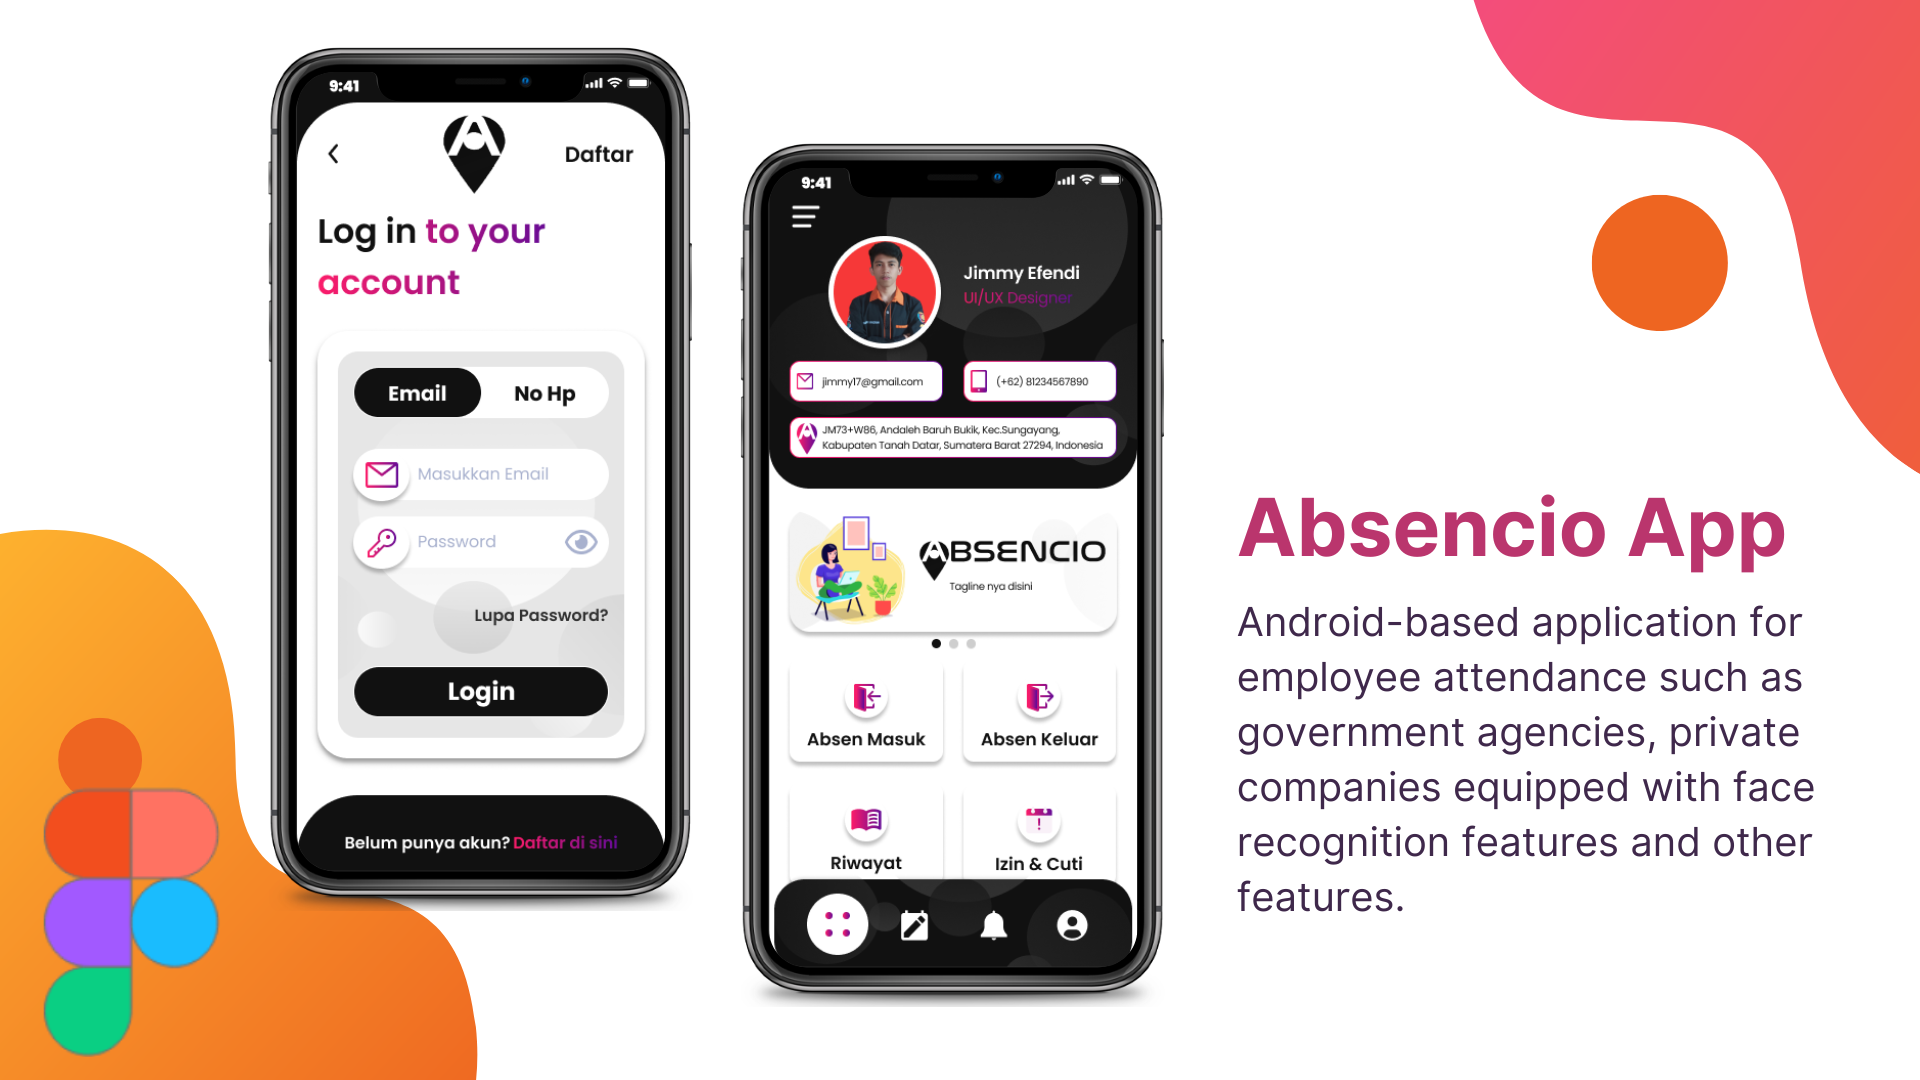 9:41
Daftar
Log in to your
account
Email
No Hp
Masukkan Email
Password
Lupa Password?
Login
Belum punya akun? Daftar di sini
9:41
Jimmy Efendi
UI/UX Designer
jimmy17@gmail.com
(+62) 81234567890
JM73+W86, Andaleh Baruh Bukik, Kec.Sungayang,
Kabupaten Tanah Datar, Sumatera Barat 27294, Indonesia
ABSENCIO
Tagline nya disini
Absen Masuk
Absen Keluar
Riwayat
Izin & Cuti
Absencio App
Android-based application for
employee attendance such as
government agencies, private
companies equipped with face
recognition features and other
features.